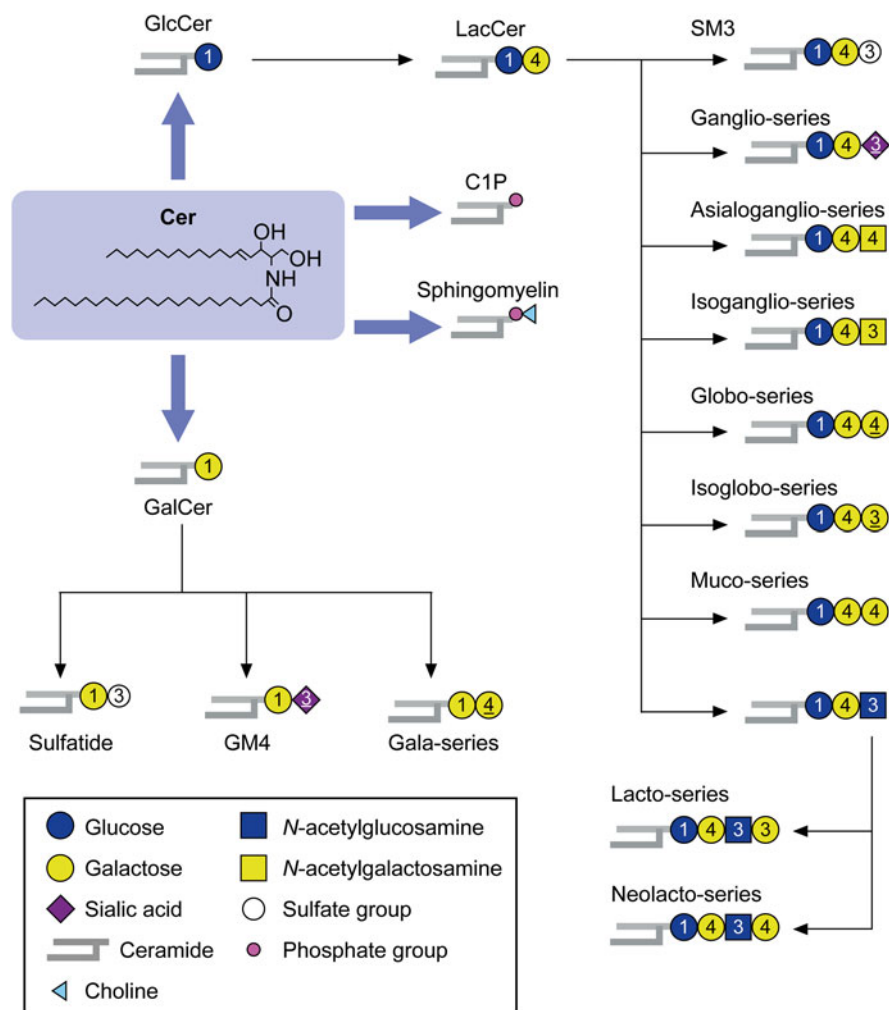 GlcCer
1
LacCer
1 4
SM3
1 4 3
Ganglio-series
1 4 3
C1P
Asialoganglio-series
1 4 4
Cer
OH
OH
NH
O
Sphingomyelin
Isoganglio-series
1 4 3
Globo-series
1 4 4
1
GalCer
Isoglobo-series
1 4 3
Muco-series
1 4 4
1 4 3
1 3
Sulfatide
1 3
GM4
1 4
Gala-series
Lacto-series
1 4 3 3
Neolacto-series
1 4 3 4
Glucose
N-acetylglucosamine
Galactose
N-acetylgalactosamine
Sialic acid
Sulfate group
Ceramide
Phosphate group
Choline